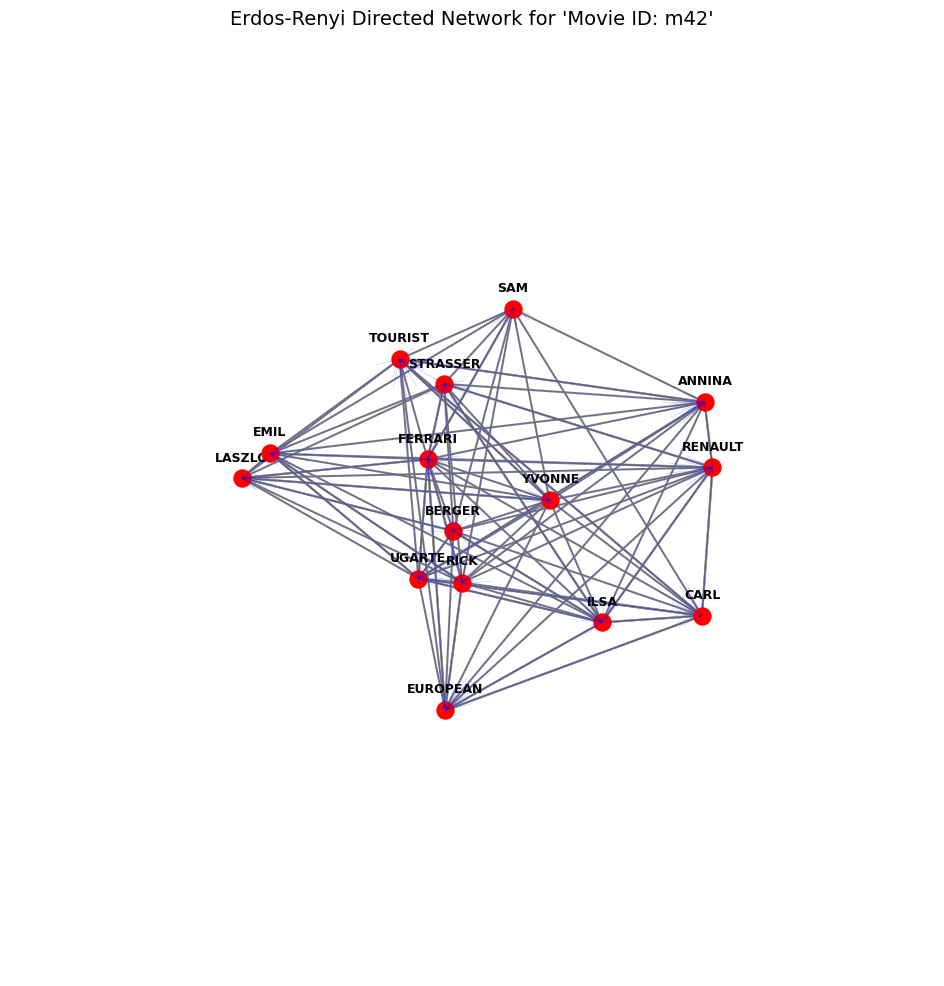 Erdos-Renyi Directed Network for 'Movie ID: m42'
SAM
TOURIST
STRASSER
ANNINA
EMIL
FERRARI
RENAULT
LASZLO
YVONNE
BERGER
UGARTE
RICK
CARL
ILSA
EUROPEAN